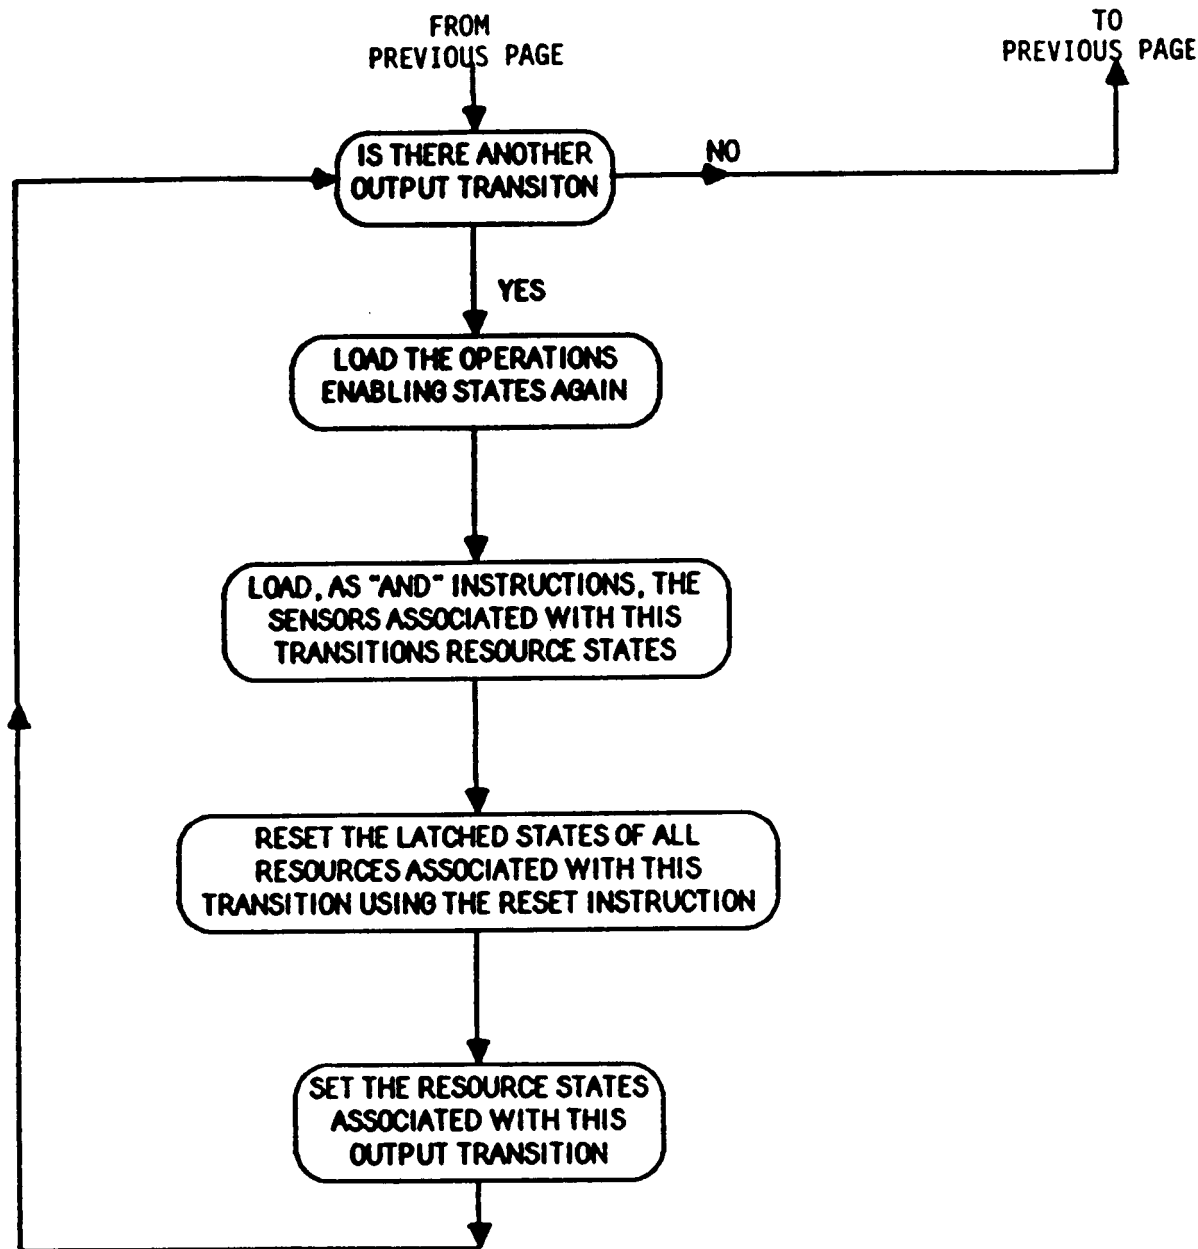 FROM
PREVIOUS PAGE
TO
PREVIOUS PAGE
IS THERE ANOTHER
OUTPUT TRANSITON
NO
YES
LOAD THE OPERATIONS
ENABLING STATES AGAIN
LOAD, AS "AND" INSTRUCTIONS, THE
SENSORS ASSOCIATED WITH THIS
TRANSITIONS RESOURCE STATES
RESET THE LATCHED STATES OF ALL
RESOURCES ASSOCIATED WITH THIS
TRANSITION USING THE RESET INSTRUCTION
SET THE RESOURCE STATES
ASSOCIATED WITH THIS
OUTPUT TRANSITION